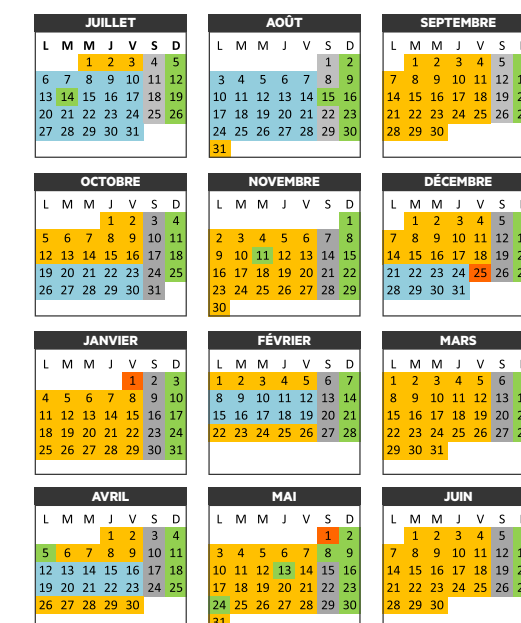 JUILLET
L M M J V S D
1 2 3 4 5
6 7 8 9 10 11 12
13 14 15 16 17 18 19
20 21 22 23 24 25 26
27 28 29 30 31
AOÛT
L M M J V S D
1 2
3 4 5 6 7 8 9
10 11 12 13 14 15 16
17 18 19 20 21 22 23
24 25 26 27 28 29 30
31
SEPTEMBRE
L M M J V S D
1 2 3 4 5
7 8 9 10 11 12
14 15 16 17 18 19
21 22 23 24 25 26
28 29 30
OCTOBRE
L M M J V S D
1 2 3 4
5 6 7 8 9 10 11
12 13 14 15 16 17 18
19 20 21 22 23 24 25
26 27 28 29 30 31
NOVEMBRE
L M M J V S D
1
2 3 4 5 6 7 8
9 10 11 12 13 14 15
16 17 18 19 20 21 22
23 24 25 26 27 28 29
30
DÉCEMBRE
L M M J V S D
1 2 3 4 5
7 8 9 10 11 12
14 15 16 17 18 19
21 22 23 24 25 26
28 29 30 31
JANVIER
L M M J V S D
1 2 3
4 5 6 7 8 9 10
11 12 13 14 15 16 17
18 19 20 21 22 23 24
25 26 27 28 29 30 31
FÉVRIER
L M M J V S D
1 2 3 4 5 6 7
8 9 10 11 12 13 14
15 16 17 18 19 20 21
22 23 24 25 26 27 28
MARS
L M M J V S D
1 2 3 4 5 6
8 9 10 11 12 13
15 16 17 18 19 20
22 23 24 25 26 27
29 30 31
AVRIL
L M M J V S D
1 2 3 4
5 6 7 8 9 10 11
12 13 14 15 16 17 18
19 20 21 22 23 24 25
26 27 28 29 30
MAI
L M M J V S D
1 2
3 4 5 6 7 8 9
10 11 12 13 14 15 16
17 18 19 20 21 22 23
24 25 26 27 28 29 30
31
JUIN
L M M J V S D
1 2 3 4 5
7 8 9 10 11 12
14 15 16 17 18 19
21 22 23 24 25 26
28 29 30